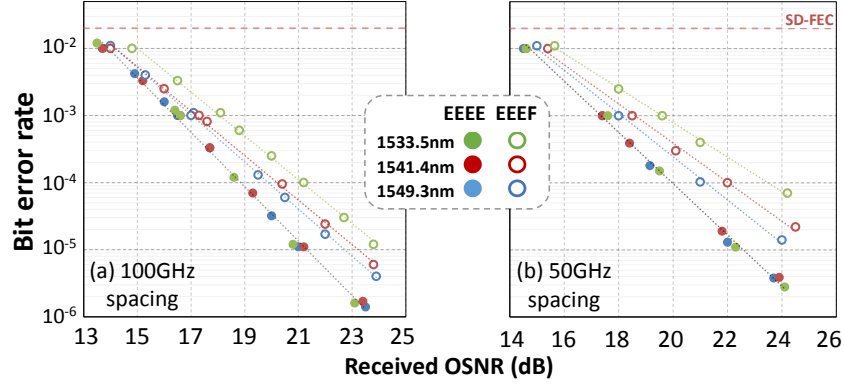 SD-FEC
10-2
10-3
10-4
10-5
10-6
Bit error rate
EEEE EEEF
1533.5nm
1541.4nm
1549.3nm
(a) 100GHz
spacing
(b) 50GHz
spacing
13 15 17 19 21 23 25
14 16 18 20 22 24 26
Received OSNR (dB)